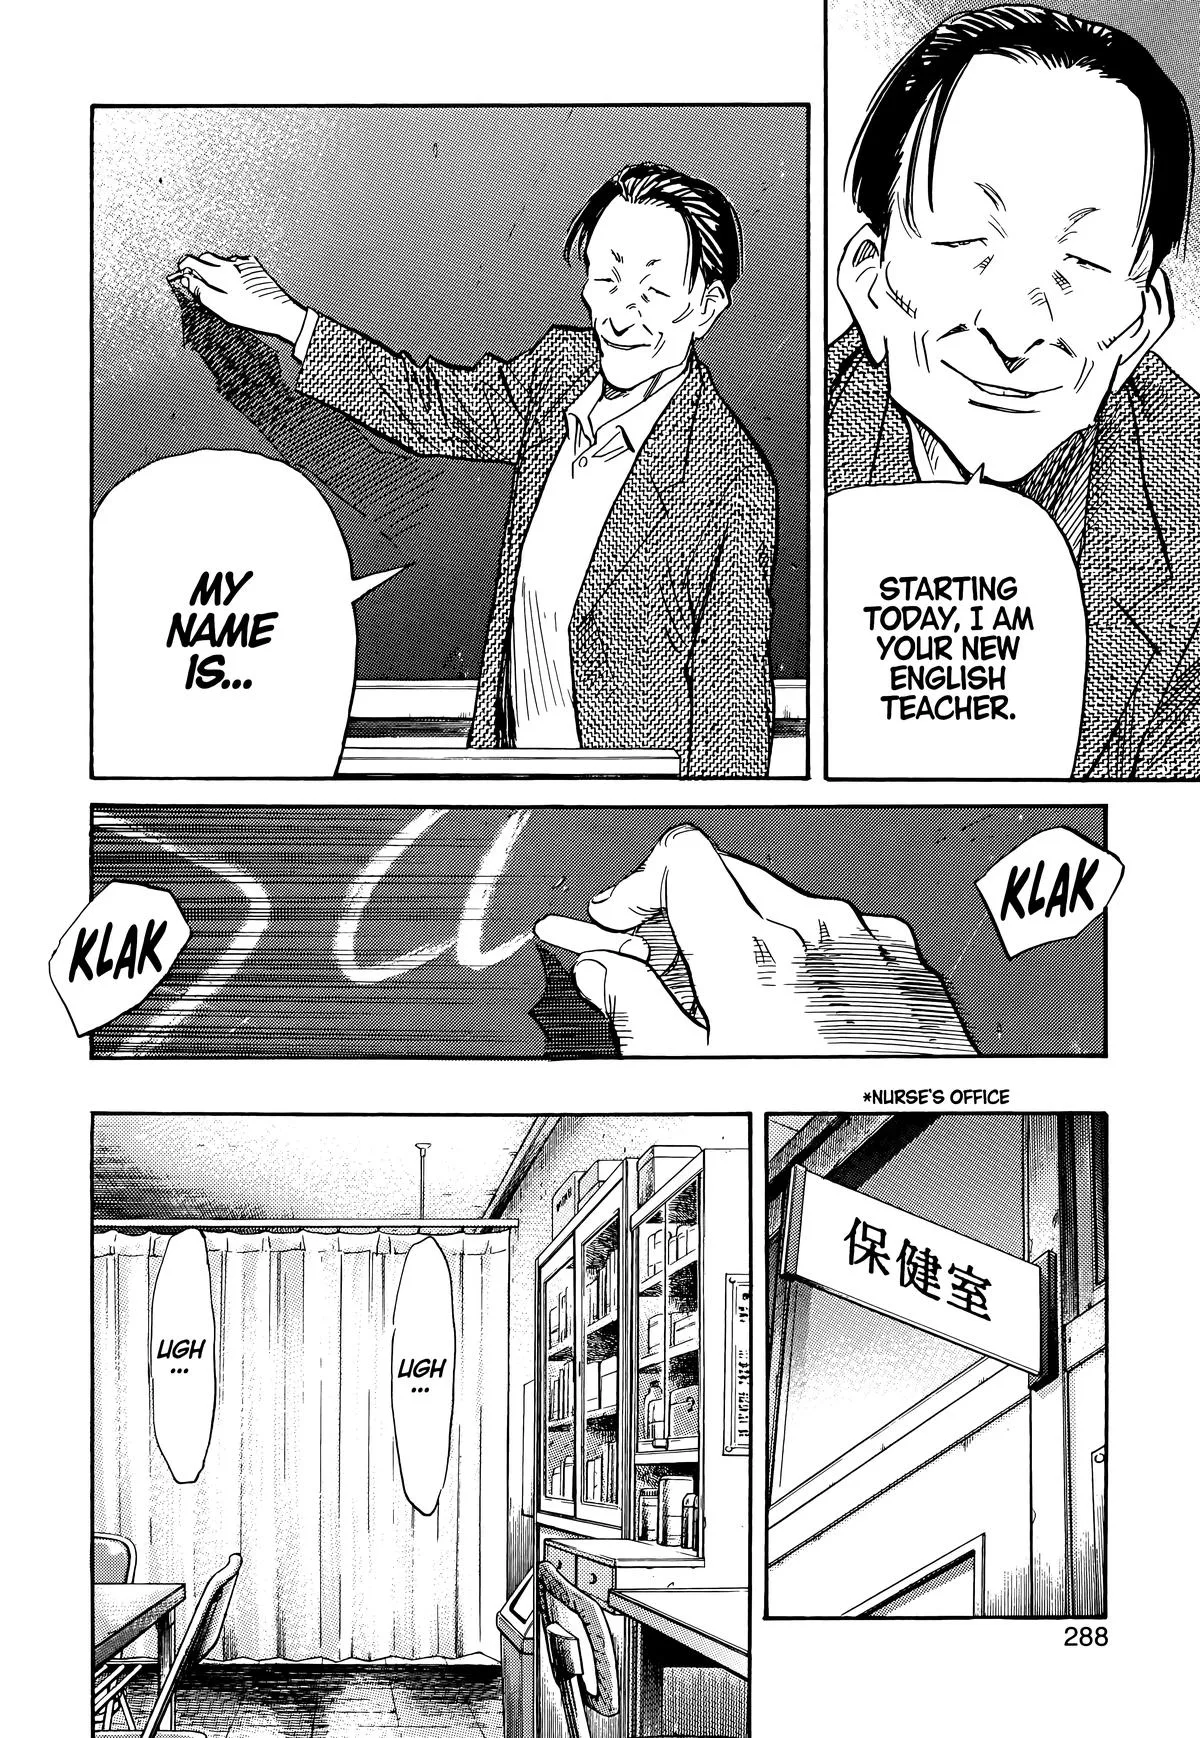 STARTING
TODAY, I AM
YOUR NEW
ENGLISH
TEACHER.
MY
NAME
IS...
KLAK
KLAK
*NURSE'S OFFICE
保健室
UGH
...
UGH
...
288